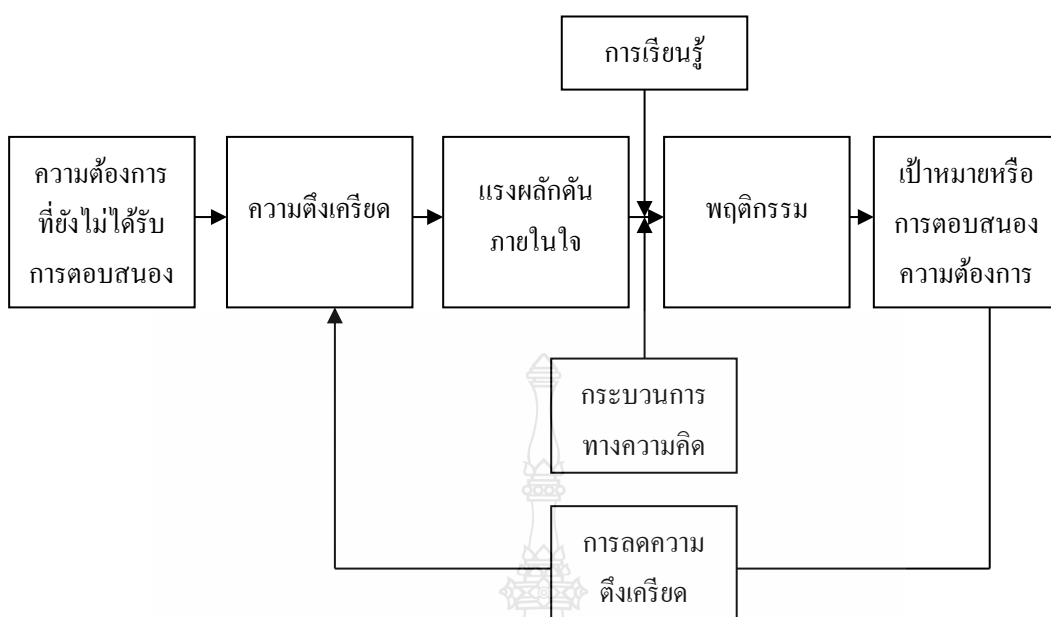 การเรียนรู้
ความต้องการ
ที่ยังไม่ได้รับ
การตอบสนอง
ความตึงเครียด
แรงผลักดัน
ภายในใจ
พฤติกรรม
เป้าหมายหรือ
การตอบสนอง
ความต้องการ
กระบวนการ
ทางความคิด
การลดความ
ตึงเครียด